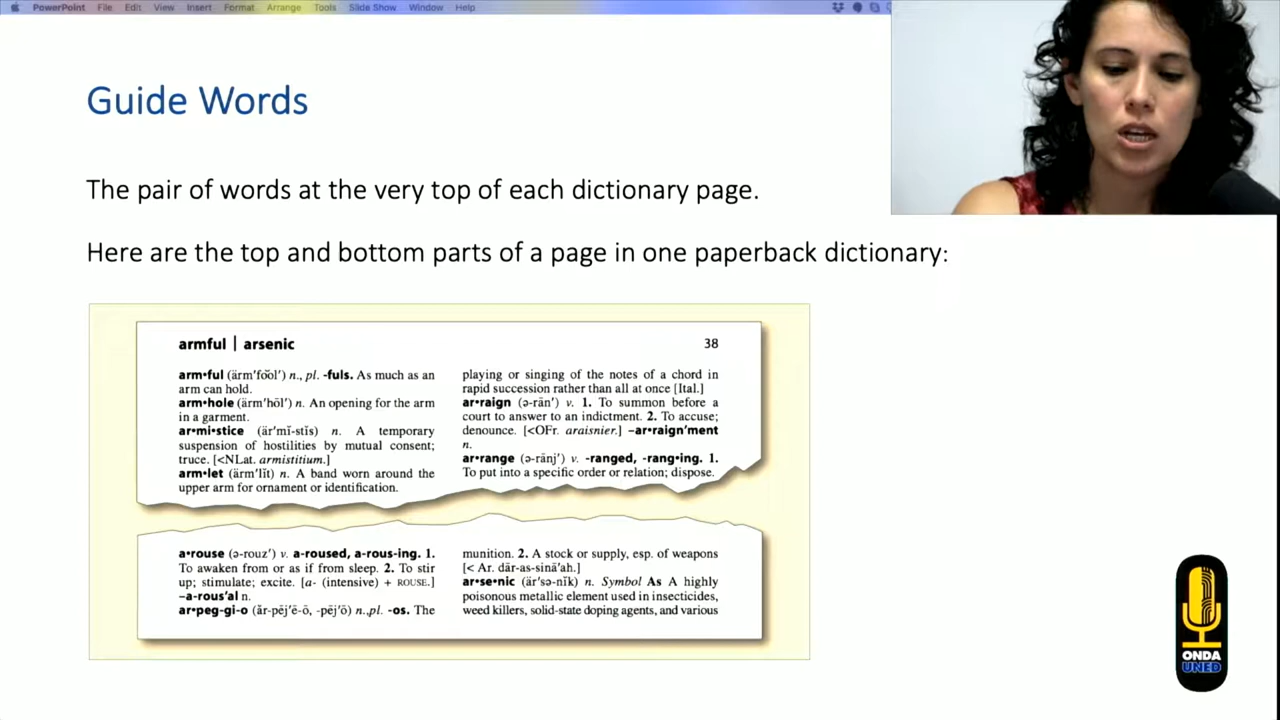 PowerPoint File Edit View Insert Format Arrange Tools Slide Show Window Help
Guide Words
The pair of words at the very top of each dictionary page.
Here are the top and bottom parts of a page in one paperback dictionary:
armful | arsenic
38
arm•ful (ärm′fo͝ol′) n., pl. -fuls. As much as an
arm can hold.
arm•hole (ärm′hōl′) n. An opening for the arm
in a garment.
ar•mi•stice (är′mĭ-stĭs) n. A temporary
suspension of hostilities by mutual consent;
truce. [<NLat. armistitium.]
arm•let (ärm′lĭt) n. A band worn around the
upper arm for ornament or identification.
playing or singing of the notes of a chord in
rapid succession rather than all at once [Ital.]
ar•raign (ə-rān′) v. 1. To summon before a
court to answer to an indictment. 2. To accuse;
denounce. [<OFr. araisnier.] –ar•raign′ment
n.
ar•range (ə-rānj′) v. -ranged, -rang•ing. 1.
To put into a specific order or relation; dispose.
a•rouse (ə-rouz′) v. a-roused, a-rous-ing. 1.
To awaken from or as if from sleep. 2. To stir
up; stimulate; excite. [a- (intensive) + ROUSE.]
–a-rous′al n.
ar•peg-gi-o (är-pĕj′ē-ō, -pĕj′ō) n.,pl. -os. The
munition. 2. A stock or supply, esp. of weapons
[< Ar. dār-as-sinā′ah.]
ar•se•nic (är′sə-nĭk) n. Symbol As A highly
poisonous metallic element used in insecticides,
weed killers, solid-state doping agents, and various
ONDA
UNED